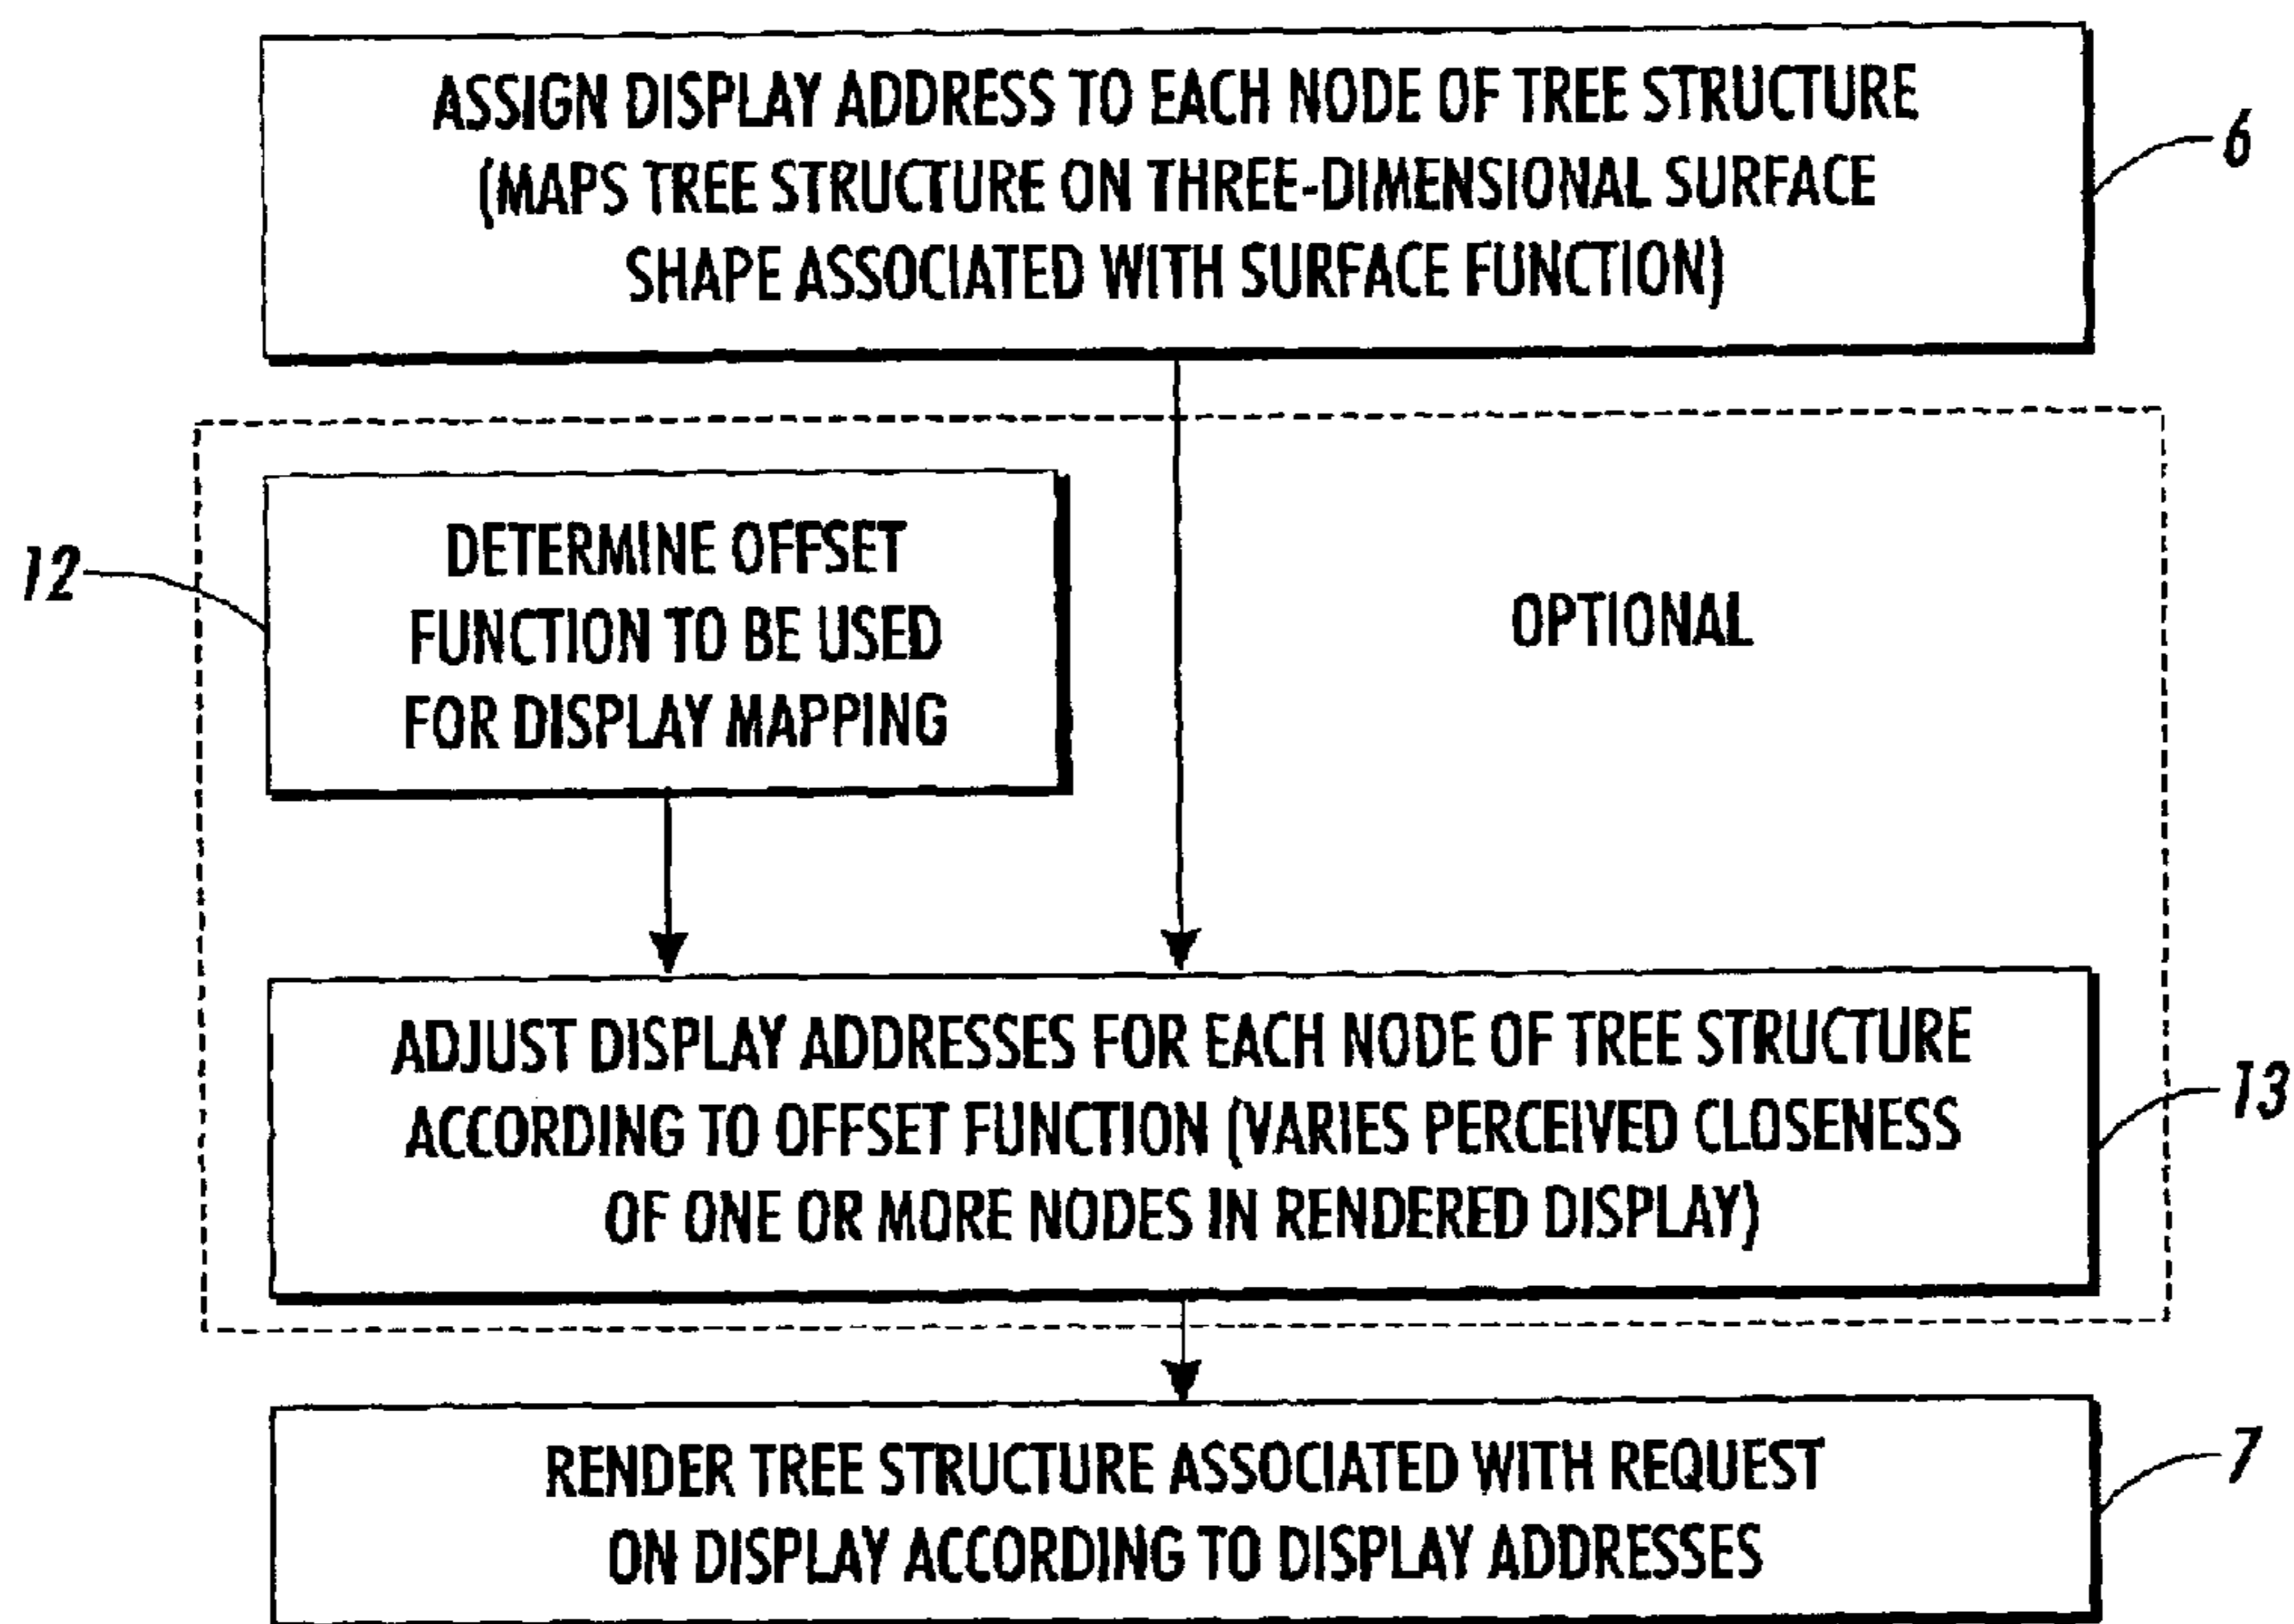 ASSIGN DISPLAY ADDRESS TO EACH NODE OF TREE STRUCTURE
(MAPS TREE STRUCTURE ON THREE-DIMENSIONAL SURFACE
SHAPE ASSOCIATED WITH SURFACE FUNCTION)
6
12
DETERMINE OFFSET
FUNCTION TO BE USED
FOR DISPLAY MAPPING
OPTIONAL
ADJUST DISPLAY ADDRESSES FOR EACH NODE OF TREE STRUCTURE
ACCORDING TO OFFSET FUNCTION (VARIES PERCEIVED CLOSENESS
OF ONE OR MORE NODES IN RENDERED DISPLAY)
13
RENDER TREE STRUCTURE ASSOCIATED WITH REQUEST
ON DISPLAY ACCORDING TO DISPLAY ADDRESSES
7